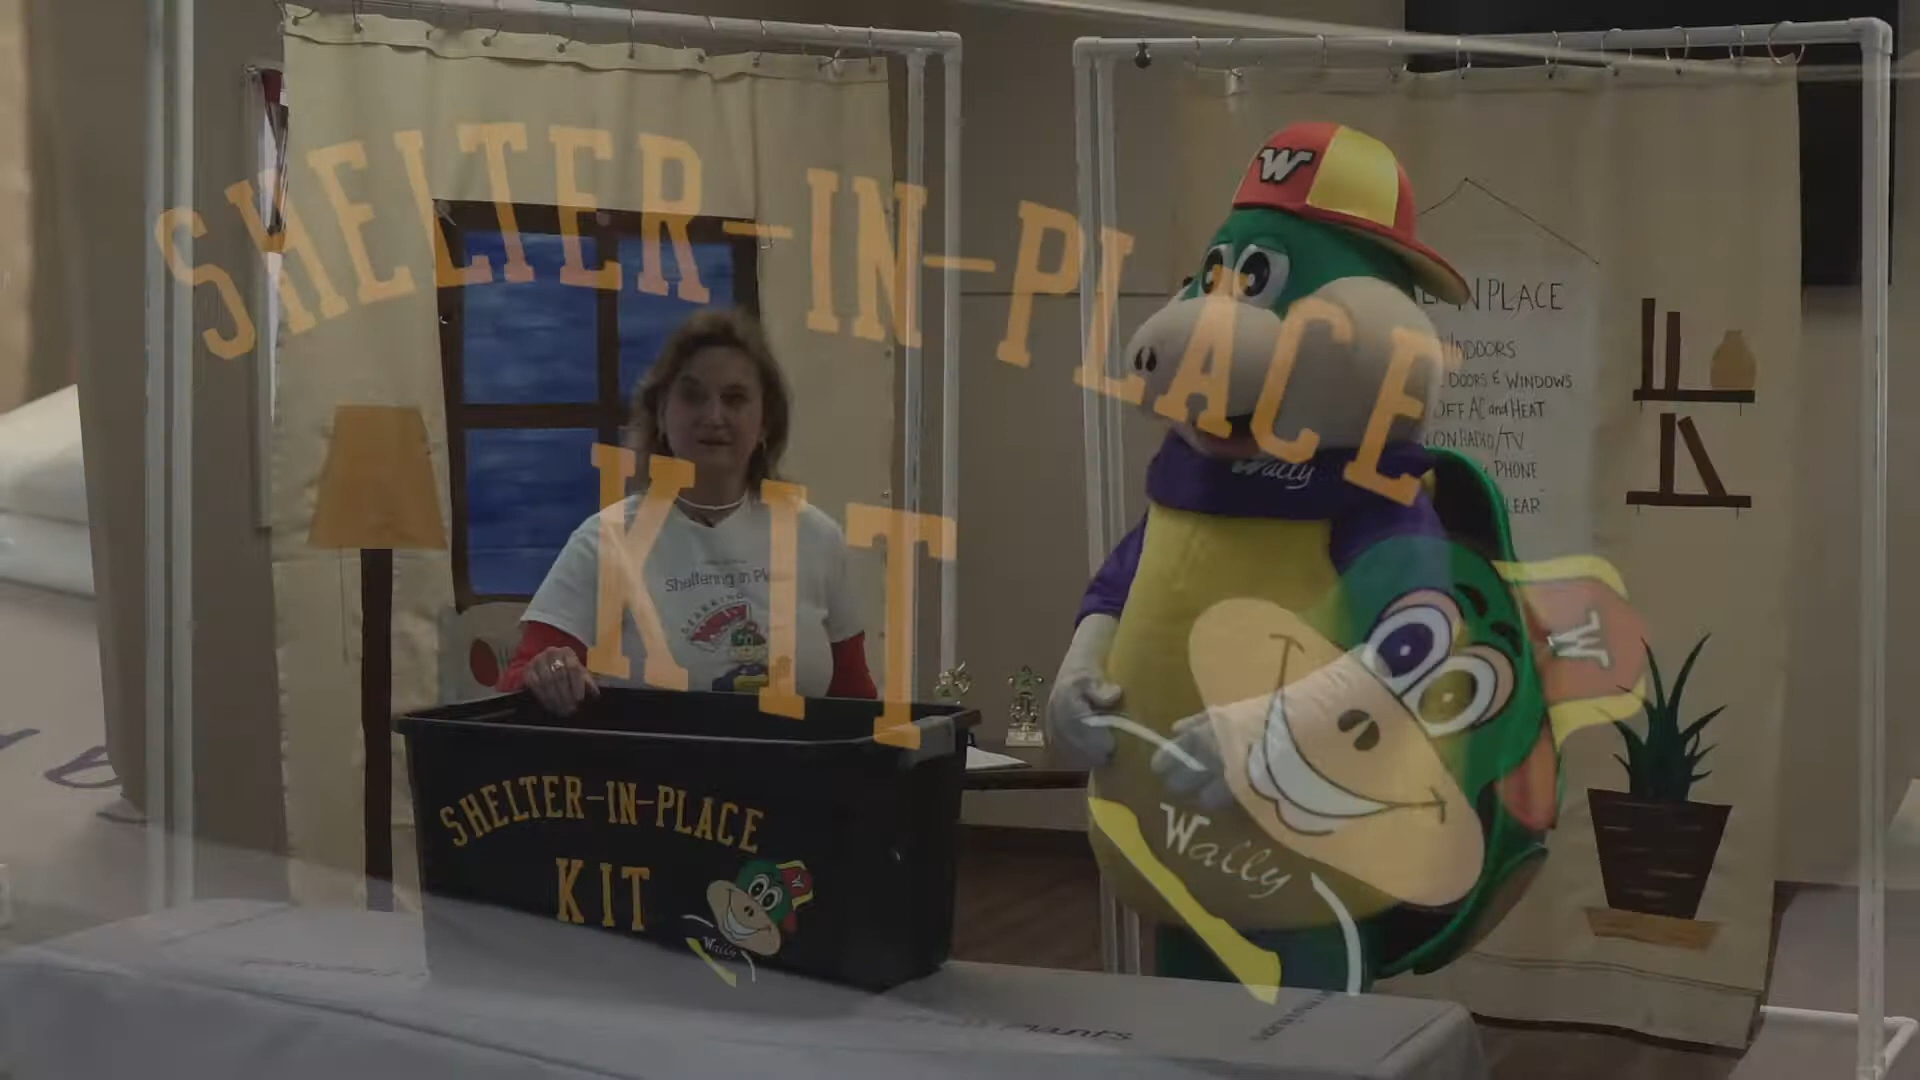 SHELTER-IN-PLACE
KIT
W
Wally
IN PLACE
INDOORS
DOORS & WINDOWS
OFF AC and HEAT
ON RADIO/TV
PHONE
LEAR
Sheltering in Pl
W
Wally
SHELTER-IN-PLACE
KIT
Wally